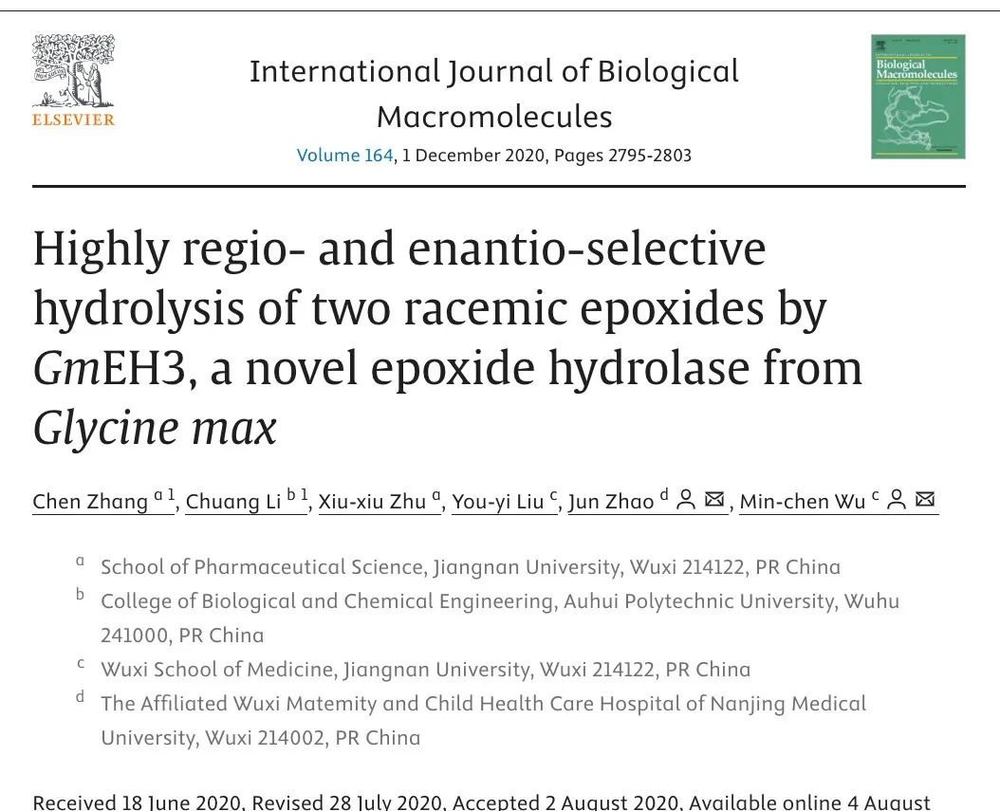 International Journal of Biological
Macromolecules
Volume 164, 1 December 2020, Pages 2795-2803
ELSEVIER
Biological
Macromolecules
Highly regio- and enantio-selective
hydrolysis of two racemic epoxides by
GmEH3, a novel epoxide hydrolase from
Glycine max
Chen Zhang a 1, Chuang Li b 1, Xiu-xiu Zhu a, You-yi Liu c, Jun Zhao d, Min-chen Wu c
a School of Pharmaceutical Science, Jiangnan University, Wuxi 214122, PR China
b College of Biological and Chemical Engineering, Auhui Polytechnic University, Wuhu
241000, PR China
c Wuxi School of Medicine, Jiangnan University, Wuxi 214122, PR China
d The Affiliated Wuxi Matemity and Child Health Care Hospital of Nanjing Medical
University, Wuxi 214002, PR China
Received 18 June 2020, Revised 28 July 2020, Accepted 2 August 2020, Available online 4 August